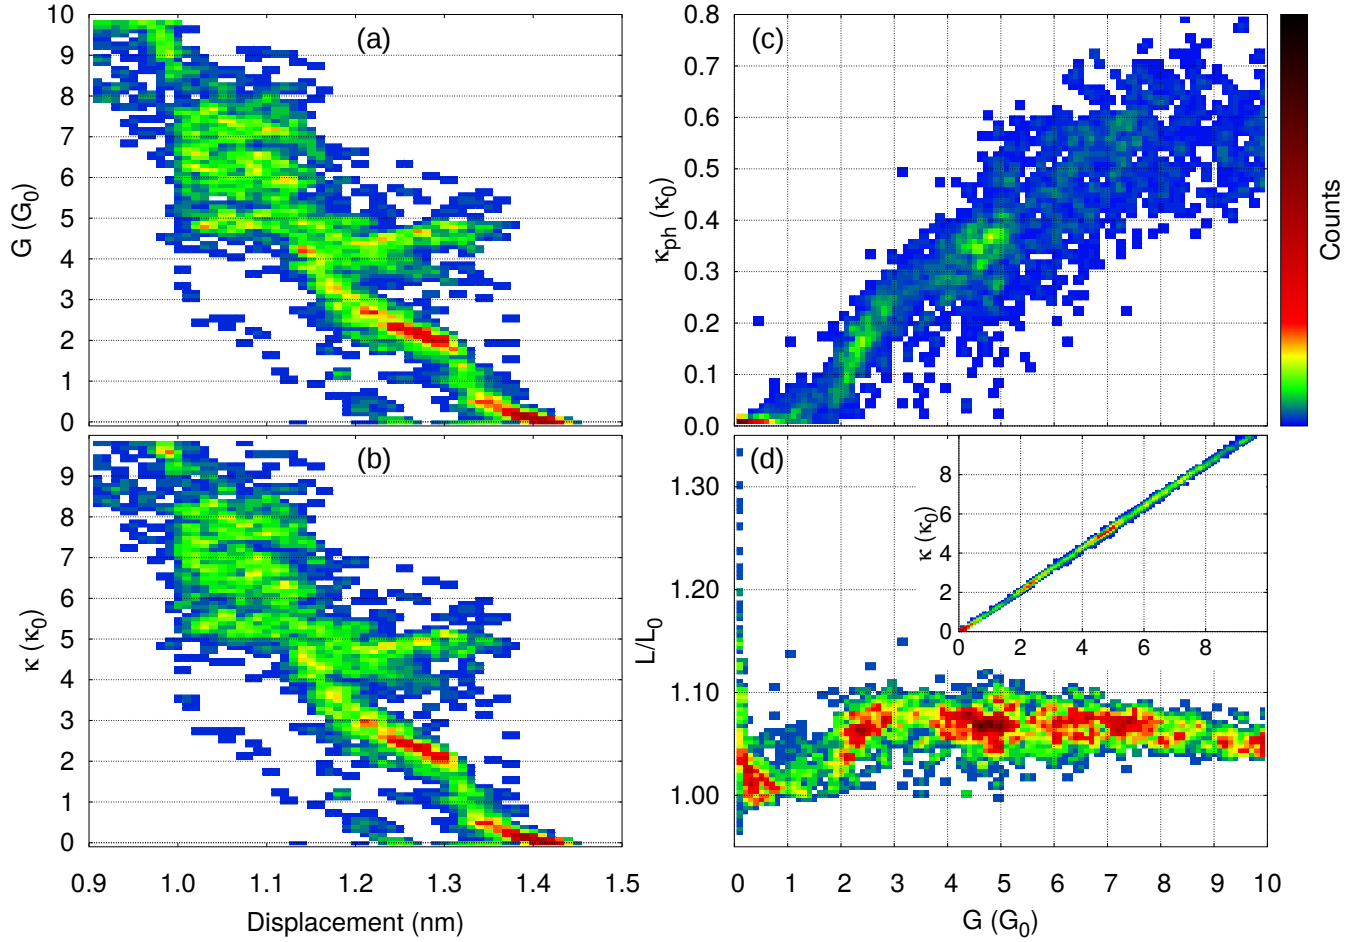 10
9
8
7
6
5
4
3
2
1
0
G (G₀)
(a)
0.8
0.7
0.6
0.5
0.4
0.3
0.2
0.1
0.0
κ_ph (κ₀)
(c)
Counts
9
8
7
6
5
4
3
2
1
0
κ (κ₀)
(b)
0.9 1.0 1.1 1.2 1.3 1.4 1.5
Displacement (nm)
1.30
1.20
1.10
1.00
L/L₀
(d)
8
6
4
2
0
κ (κ₀)
0 2 4 6 8
0 1 2 3 4 5 6 7 8 9 10
G (G₀)